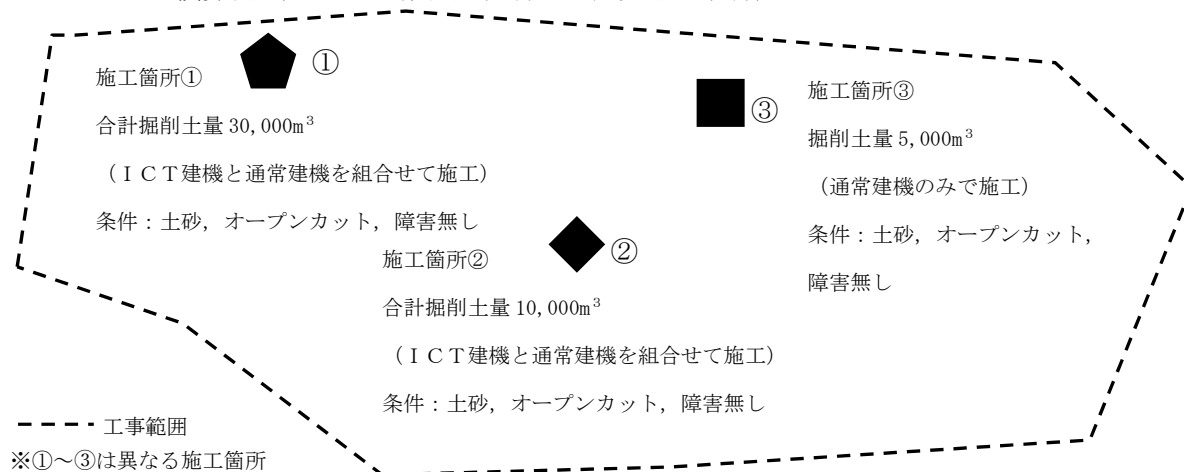 ①
施工箇所①
合計掘削土量 30,000m³
（ＩＣＴ建機と通常建機を組合せて施工）
条件：土砂，オープンカット，障害無し
③
施工箇所③
掘削土量 5,000m³
（通常建機のみで施工）
条件：土砂，オープンカット，
障害無し
②
施工箇所②
合計掘削土量 10,000m³
（ＩＣＴ建機と通常建機を組合せて施工）
条件：土砂，オープンカット，障害無し
工事範囲
※①～③は異なる施工箇所